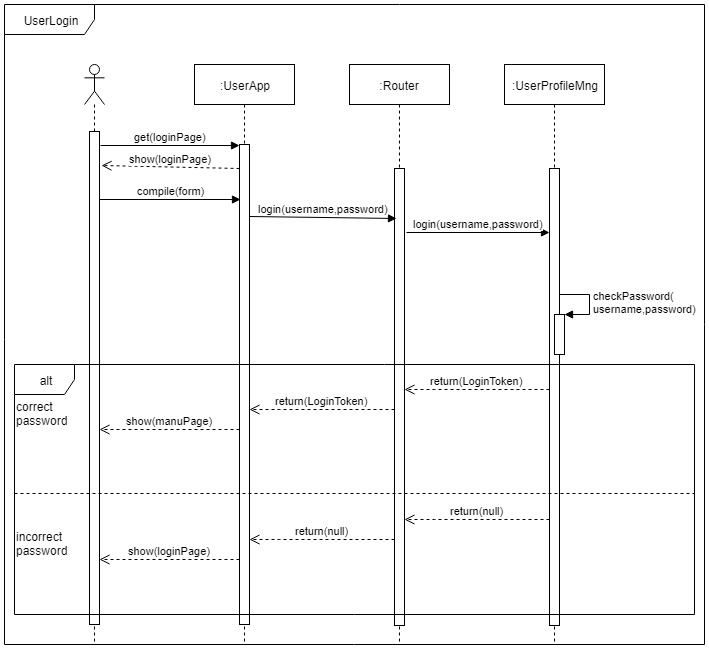 UserLogin
:UserApp
:Router
:UserProfileMng
get(loginPage)
show(loginPage)
compile(form)
login(username,password)
login(username,password)
checkPassword(
username,password)
alt
correct
password
return(LoginToken)
return(LoginToken)
show(manuPage)
incorrect
password
return(null)
return(null)
show(loginPage)